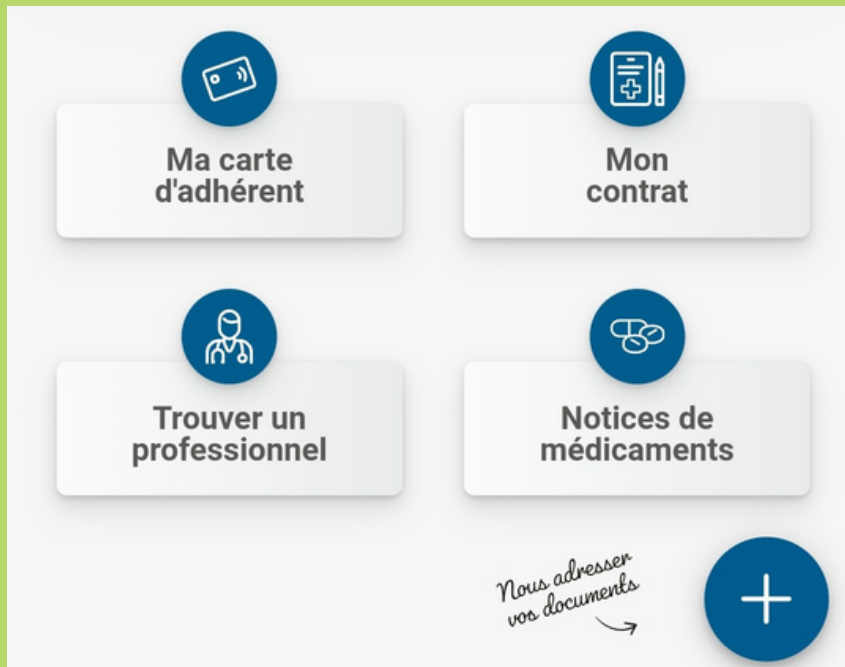 Ma carte
d'adhérent
Mon
contrat
Trouver un
professionnel
Notices de
médicaments
Nous adresser
vos documents